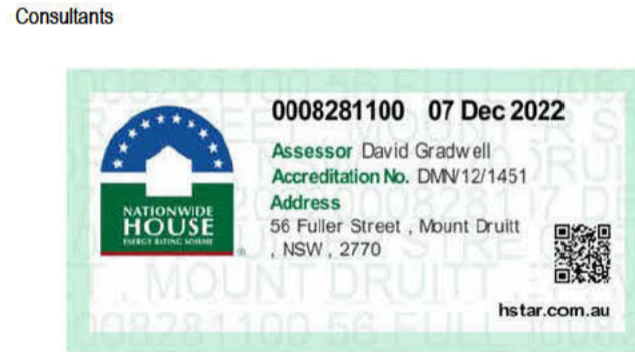 Consultants
0008281100 07 Dec 2022
Assessor David Gradwell
Accreditation No. DMN/12/1451
Address
56 Fuller Street , Mount Druitt
, NSW , 2770
NATIONWIDE
HOUSE
ENERGY RATING SCHEME
®
hstar.com.au